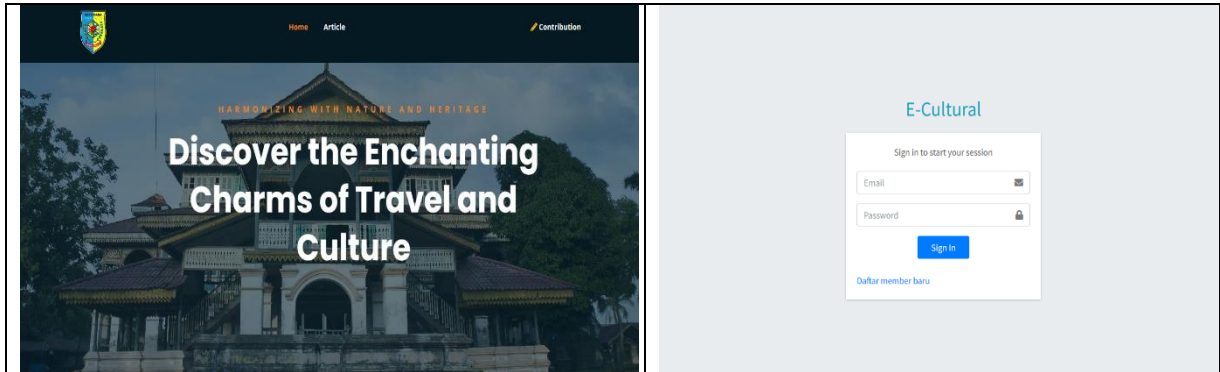 Home Article Contribution
HARMONIZING WITH NATURE AND HERITAGE
Discover the Enchanting
Charms of Travel and
Culture
E-Cultural
Sign in to start your session
Email
Password
Sign In
Daftar member baru